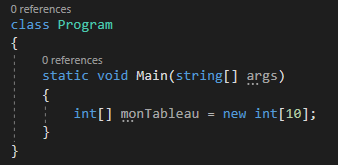 0 references
class Program
{
0 references
static void Main(string[] args)
{
int[] monTableau = new int[10];
}
}